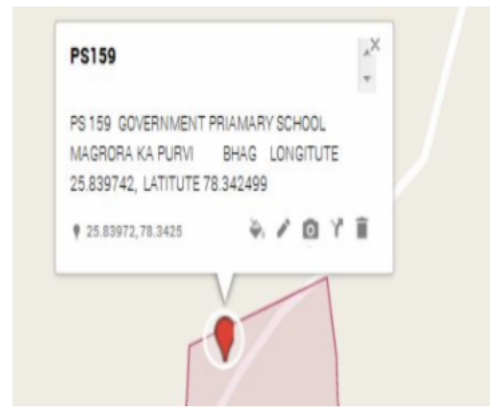 PS159
PS 159 GOVERNMENT PRIAMARY SCHOOL
MAGRORA KA PURVI BHAG LONGITUTE
25.839742, LATITUTE 78.342499
25.83972,78.3425